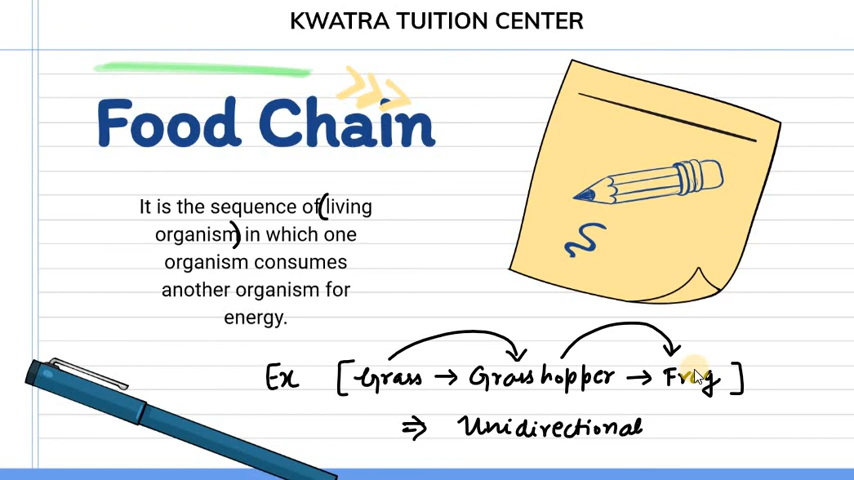 KWATRA TUITION CENTER
Food Chain
It is the sequence of (living
organism) in which one
organism consumes
another organism for
energy.
Ex [Grass → Grasshopper → Frog]
⇒ Unidirectional